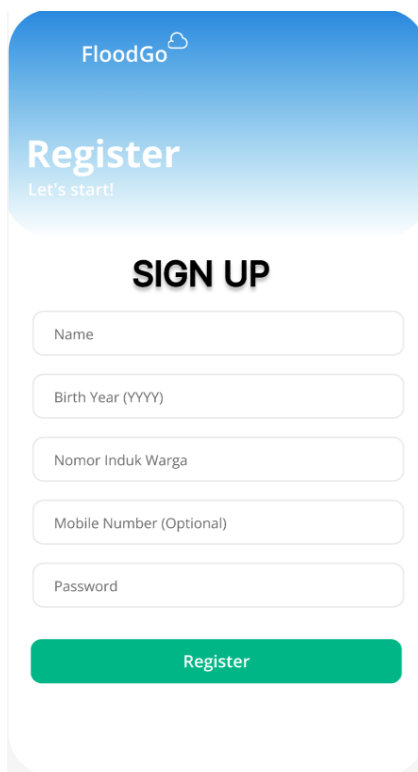 FloodGo
Register
Let's start!
SIGN UP
Name
Birth Year (YYYY)
Nomor Induk Warga
Mobile Number (Optional)
Password
Register